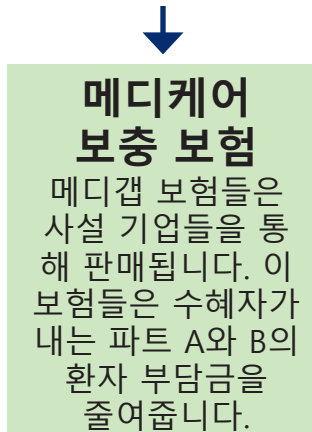 메디케어
보충 보험
메디갭 보험들은
사설 기업들을 통
해 판매됩니다. 이
보험들은 수혜자가
내는 파트 A와 B의
환자 부담금을
줄여줍니다.